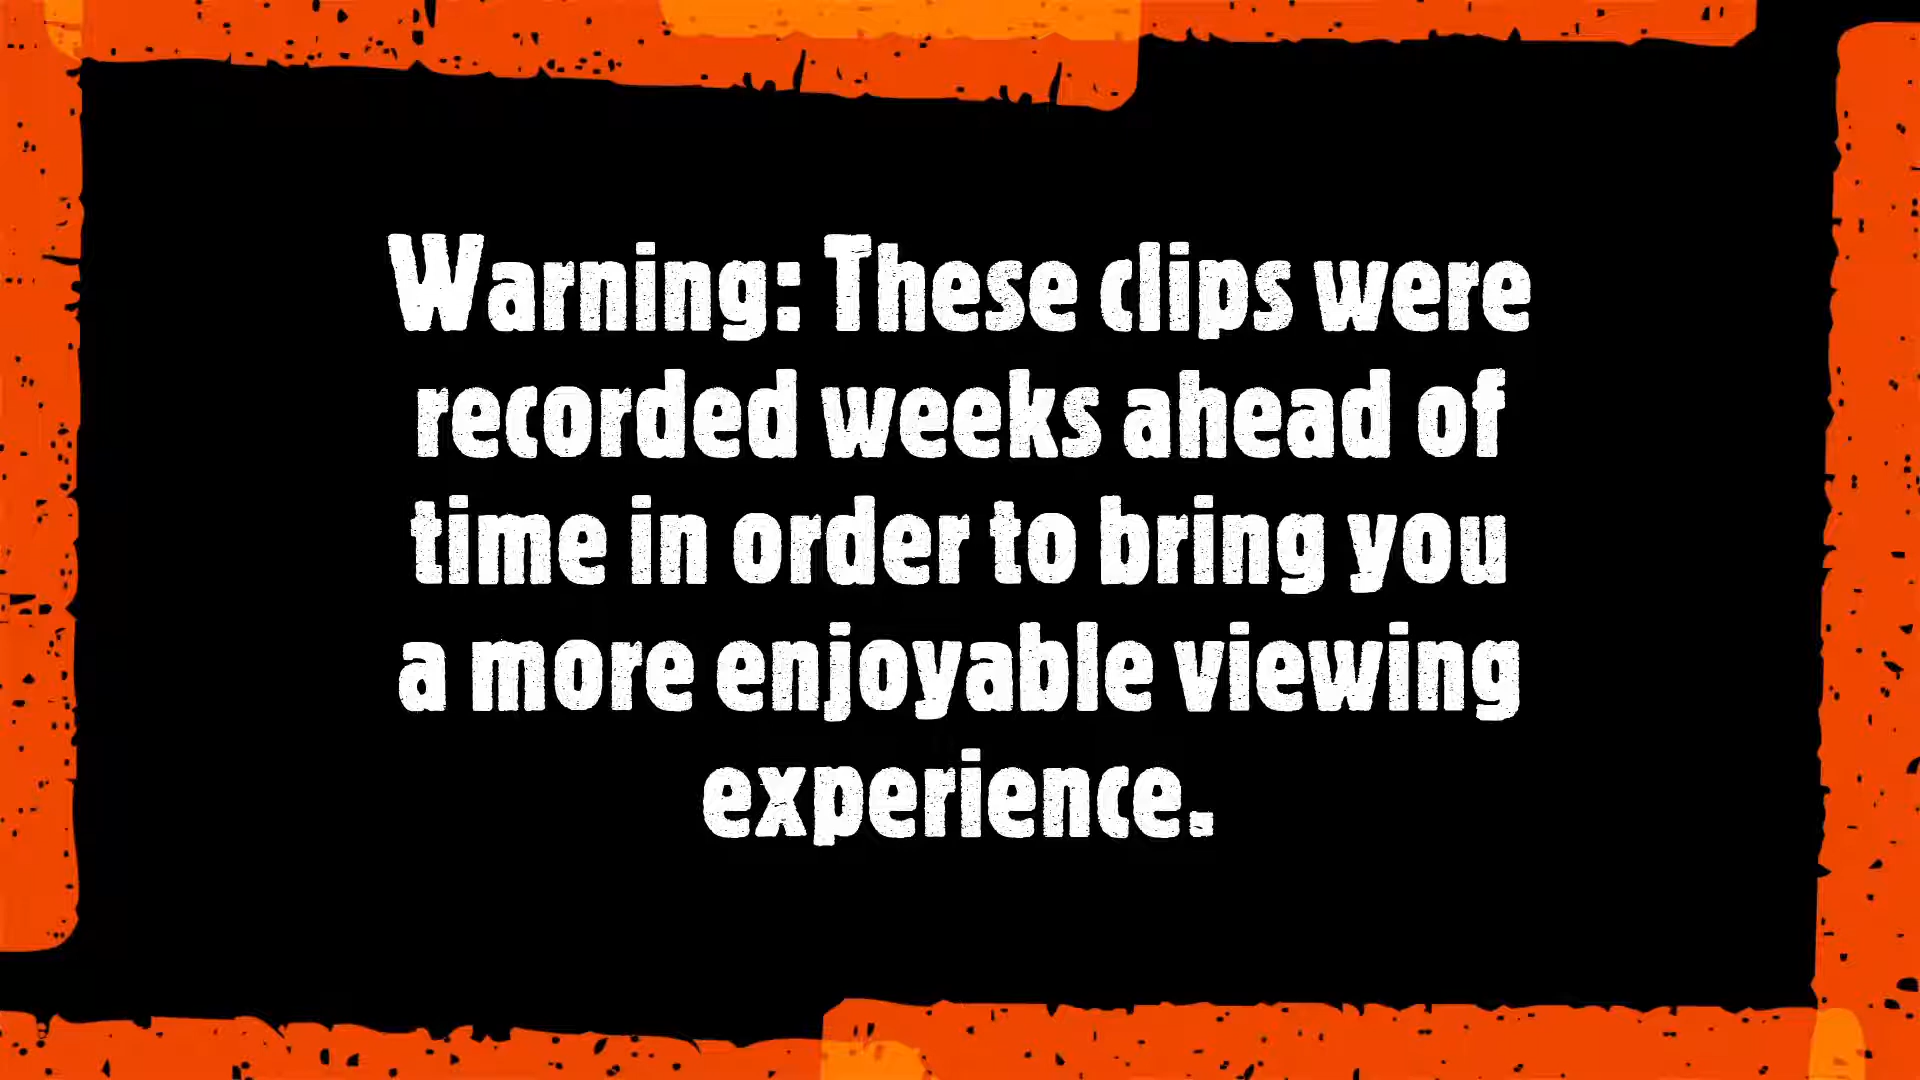 Warning: These clips were
recorded weeks ahead of
time in order to bring you
a more enjoyable viewing
experience.